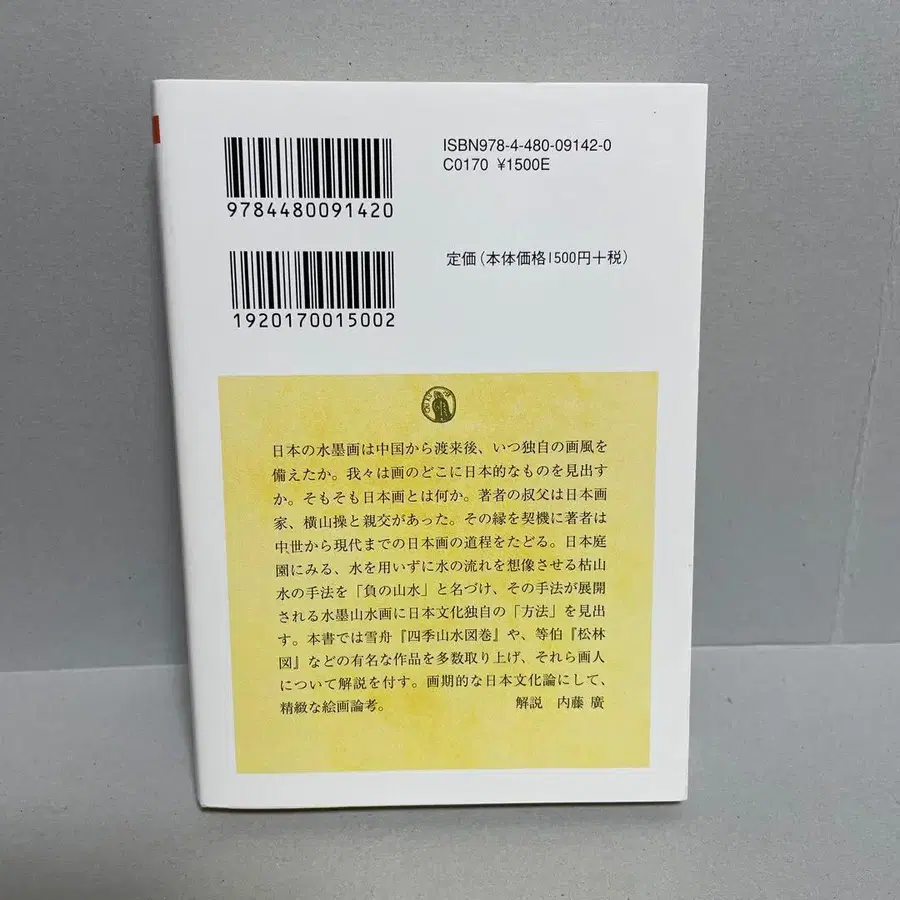 ISBN978-4-480-09142-0
C0170 ¥1500E
9784480091420
定価(本体価格1500円+税)
1920170015002
日本の水墨画は中国から渡来後、いつ独自の画風を
備えたか。我々は画のどこに日本的なものを見出す
か。そもそも日本画とは何か。著者の叔父は日本画
家、横山操と親交があった。その縁を契機に著者は
中世から現代までの日本画の道程をたどる。日本庭
園にみる、水を用いずに水の流れを想像させる枯山
水の手法を「負の山水」と名づけ、その手法が展開
される水墨山水画に日本文化独自の「方法」を見出
す。本書では雪舟『四季山水図巻』や、等伯『松林
図』などの有名な作品を多数取り上げ、それら画人
について解説を付す。画期的な日本文化論にして、
精緻な絵画論考。 解説 内藤 廣